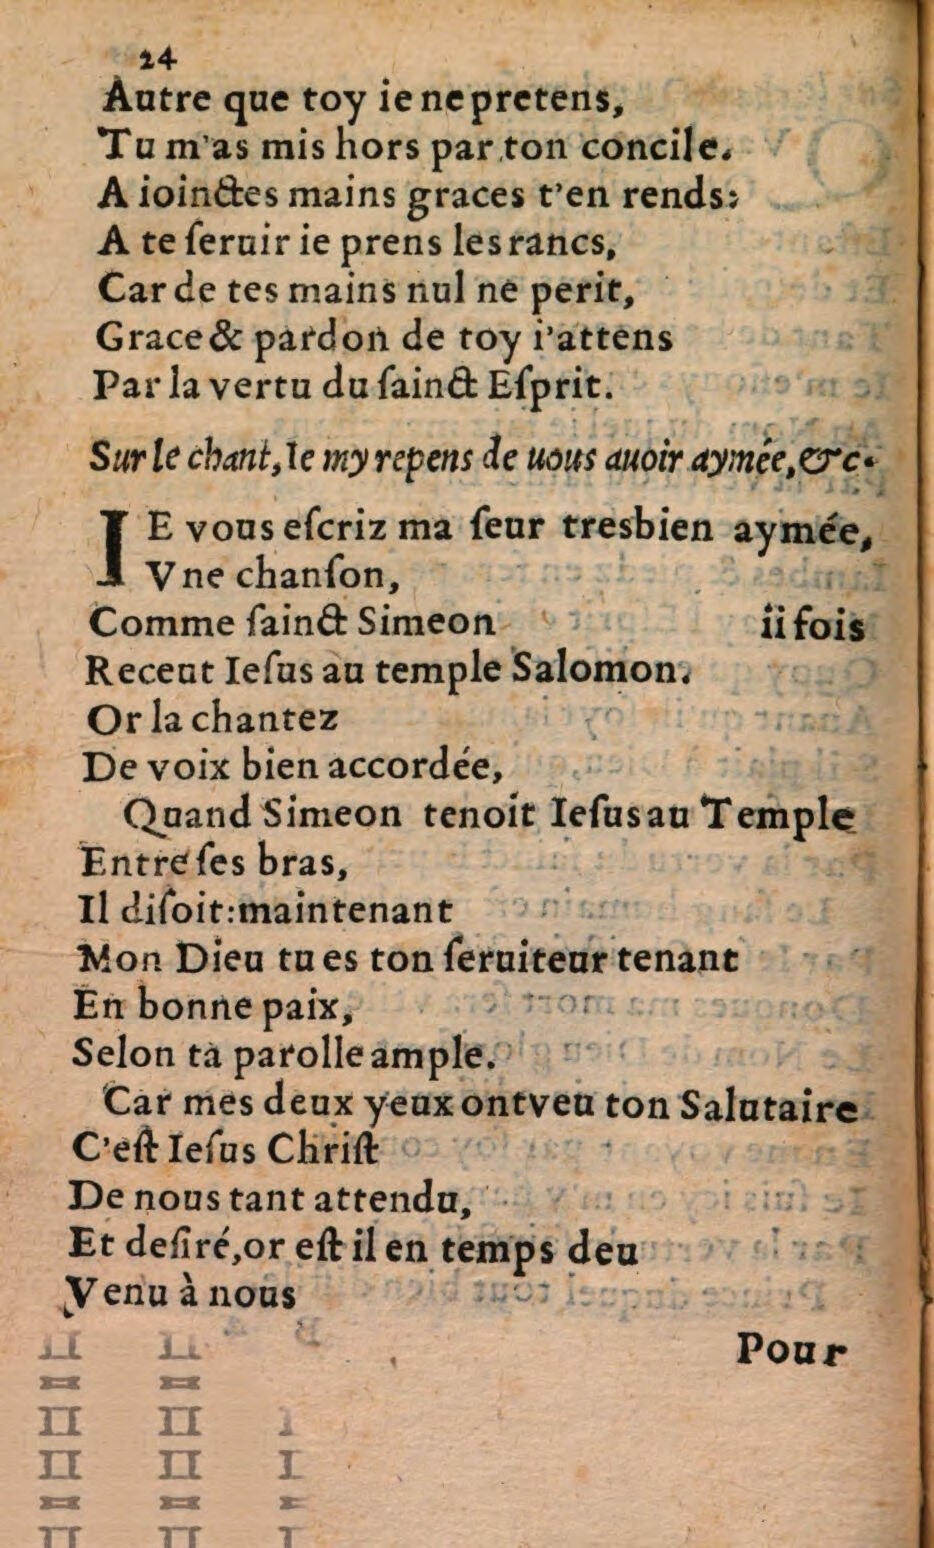 24
Autre que toy ie ne pretens,
Tu m'as mis hors par ton concile.
A ioinctes mains graces t'en rends:
A te ſeruir ie prens les rancs,
Car de tes mains nul ne perit,
Grace & pardon de toy i'attens
Par la vertu du ſainct Eſprit.
Sur le chant, Ie my repens de uous auoir aymée, &c.
IE vous eſcriz ma ſeur tresbien aymée,
Vne chanſon,
Comme ſainct Simeon ii fois
Receut Ieſus au temple Salomon.
Or la chantez
De voix bien accordée,
Quand Simeon tenoit Ieſus au Temple
Entre ſes bras,
Il diſoit: maintenant
Mon Dieu tu es ton ſeruiteur tenant
En bonne paix,
Selon ta parolle ample.
Car mes deux yeux ont veu ton Salutaire
C'eſt Ieſus Chriſt
De nous tant attendu,
Et deſiré, or eſt il en temps deu
Venu à nous
Pour